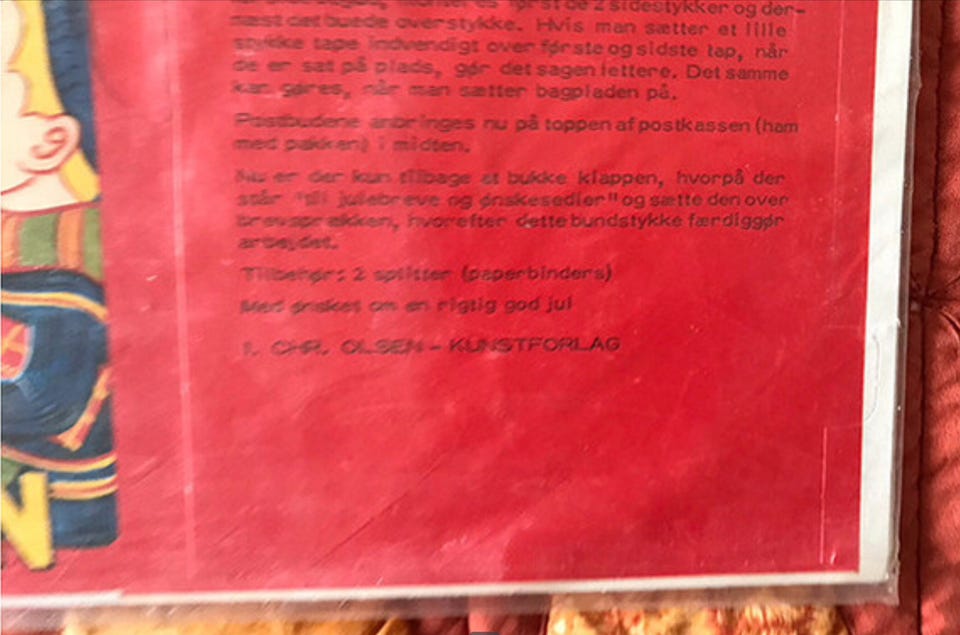 først de 2 sidestykker og der-
næst det buede overstykke. Hvis man sætter et lille
stykke tape indvendigt over første og sidste tap, når
de er sat på plads, gør det sagen lettere. Det samme
kan gøres, når man sætter bagpladen på.
Postbudene anbringes nu på toppen af postkassen (ham
med pakken) i midten.
Nu er der kun tilbage at bukke klappen, hvorpå der
står "til julebreve og ønskesedler" og sætte den over
brevsprækken, hvorefter dette bundstykke færdiggør
arbejdet.
Tilbehør: 2 splitter (paperbinders)
Med ønsket om en rigtig god jul
I. CHR. OLSEN - KUNSTFORLAG